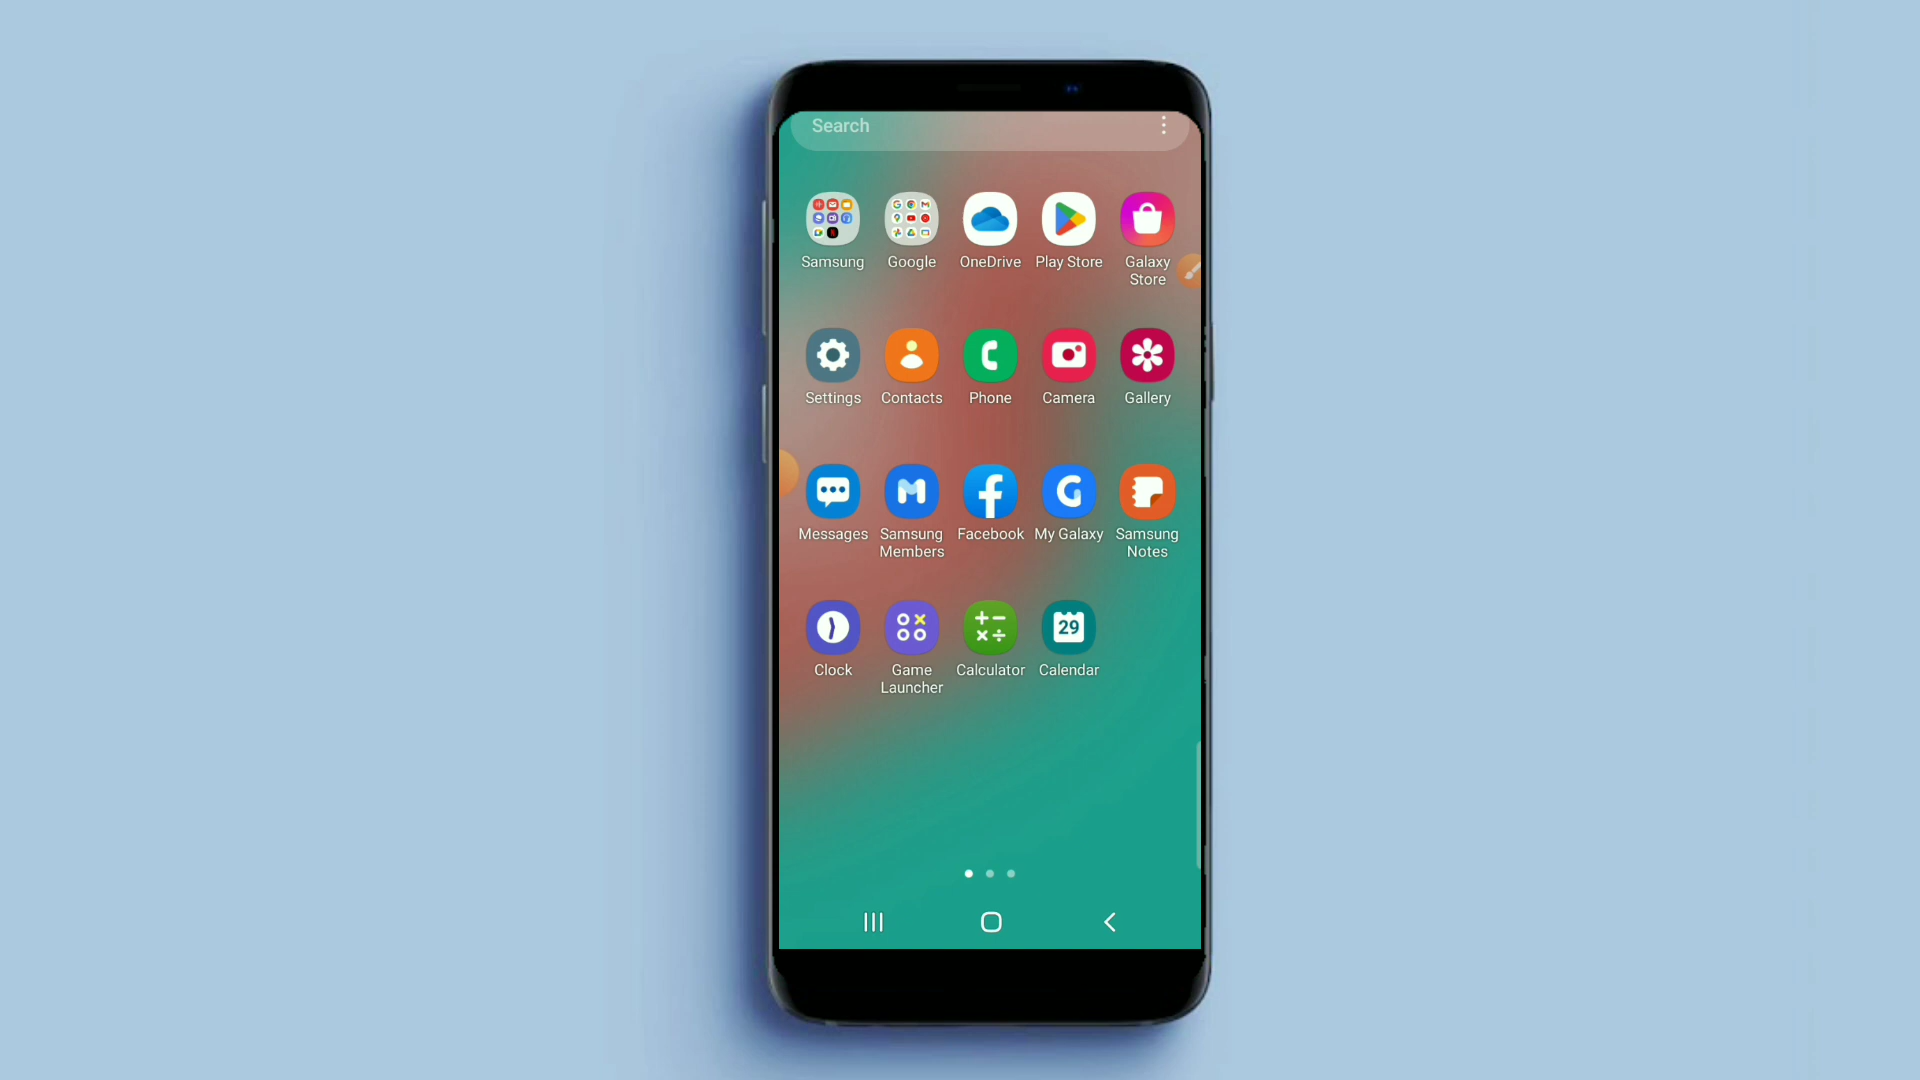 Search
Samsung Google OneDrive Play Store Galaxy
Store
Settings Contacts Phone Camera Gallery
Messages Samsung Facebook My Galaxy Samsung
Members Notes
29
Clock Game Calculator Calendar
Launcher